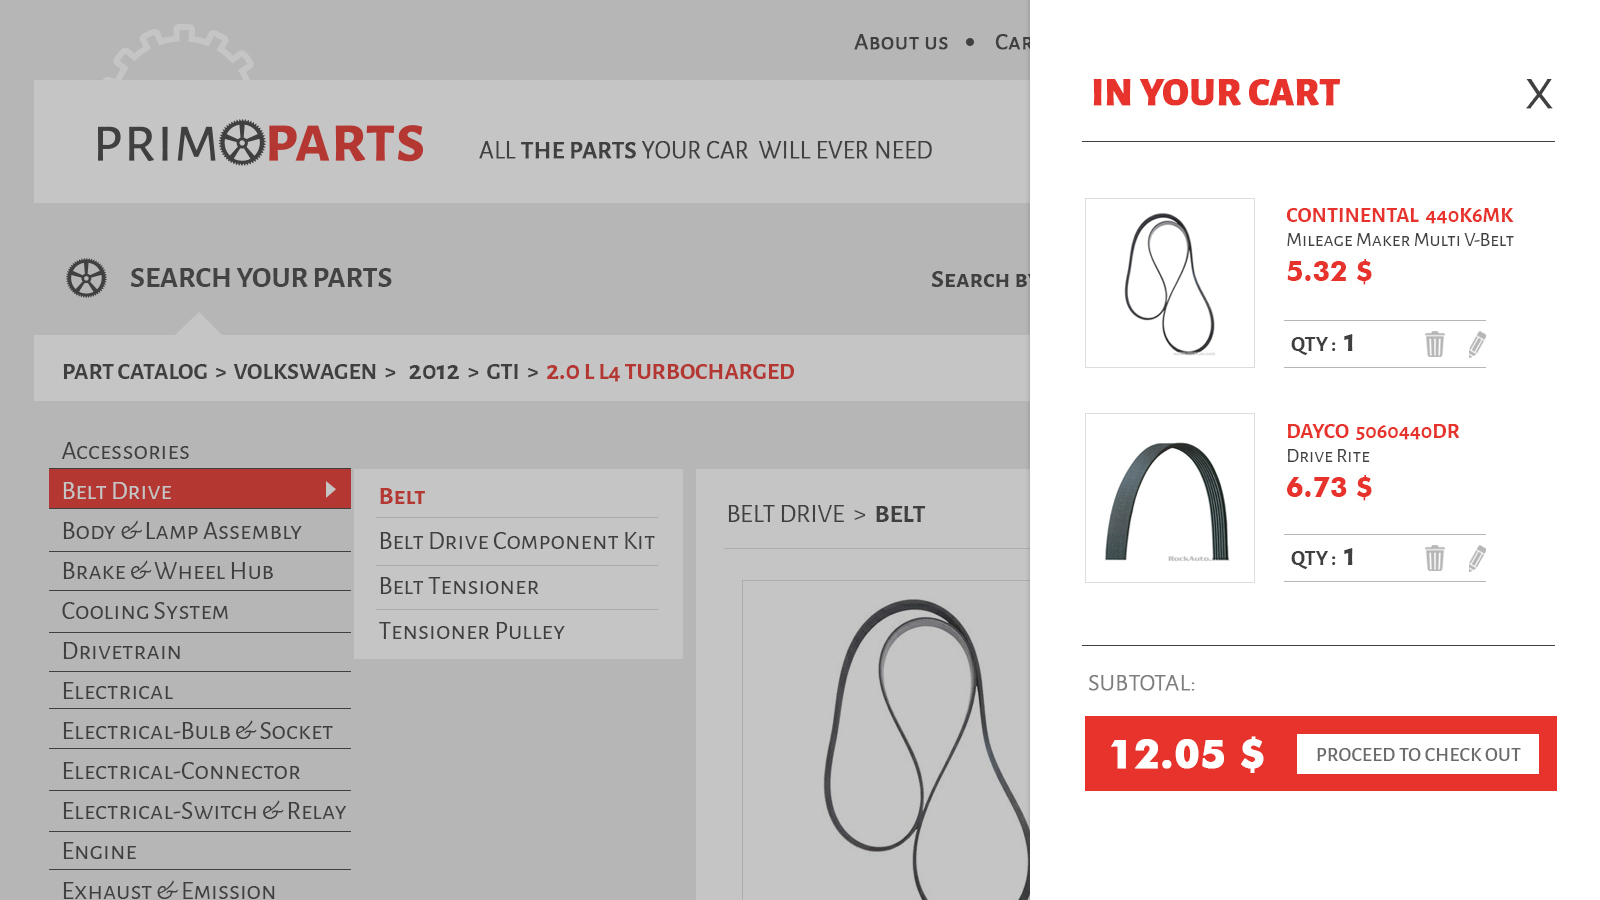 About us • Car
PRIMOPARTS
ALL THE PARTS YOUR CAR WILL EVER NEED
SEARCH YOUR PARTS
Search by
PART CATALOG > VOLKSWAGEN > 2012 > GTI > 2.0 L L4 TURBOCHARGED
Accessories
Belt Drive
Body & Lamp Assembly
Brake & Wheel Hub
Cooling System
Drivetrain
Electrical
Electrical-Bulb & Socket
Electrical-Connector
Electrical-Switch & Relay
Engine
Exhaust & Emission
Belt
Belt Drive Component Kit
Belt Tensioner
Tensioner Pulley
BELT DRIVE > BELT
IN YOUR CART
X
CONTINENTAL 440K6MK
Mileage Maker Multi V-Belt
5.32 $
QTY : 1
DAYCO 5060440DR
Drive Rite
6.73 $
RockAuto
QTY : 1
SUBTOTAL:
12.05 $
PROCEED TO CHECK OUT